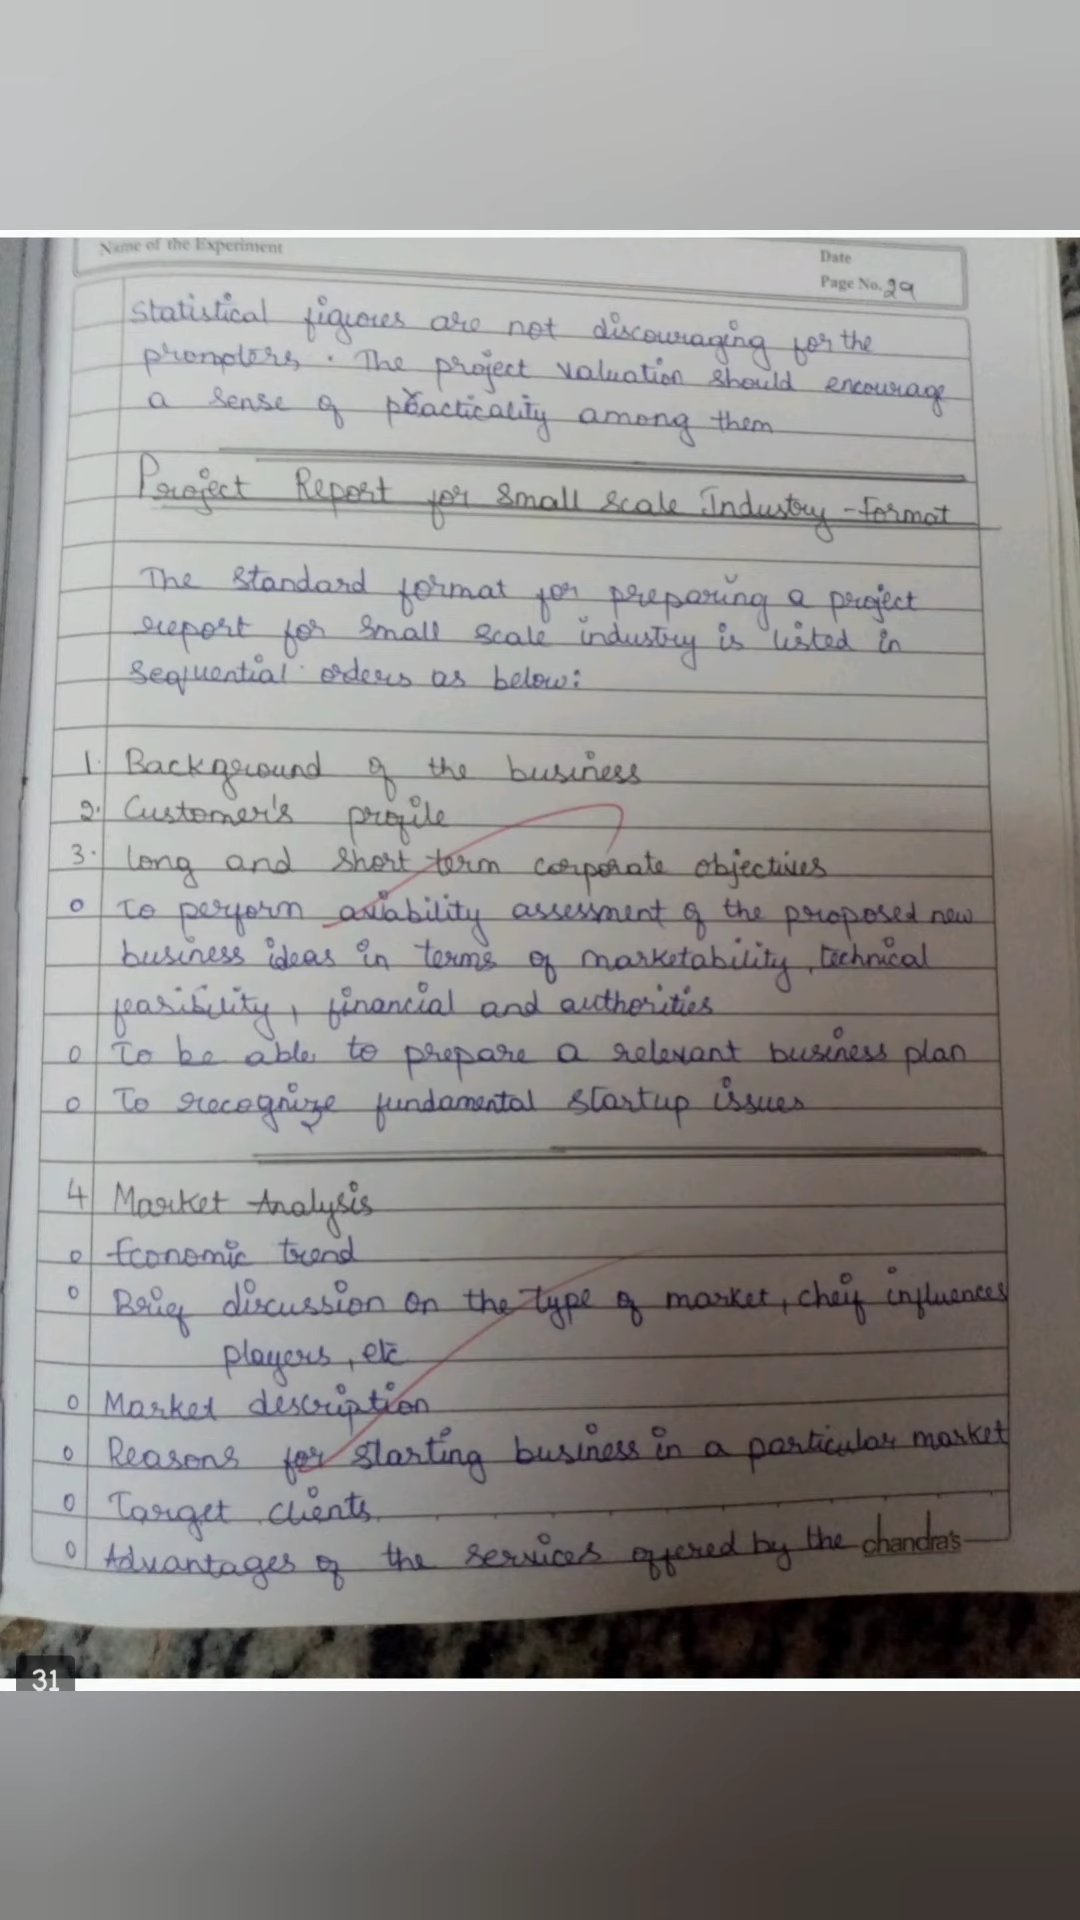 Name of the Experiment
Date
Page No. 29
Statistical figures are not discouraging for the
promoters. The project valuation should encourage
a sense of practicality among them
Project Report for small scale Industry - format
The standard format for preparing a project
report for small scale industry is listed in
sequential orders as below:
1. Background of the business
2. Customer's profile
3. long and short term corporate objectives
o To perform aviability assessment of the proposed new
business ideas in terms of marketability, technical
feasibility, financial and authorities
o To be able to prepare a relevant business plan
o To recognize fundamental startup issues
4 Market Analysis
o Economic trend
o Brief discussion on the type of market, cheif influences
players, etc
o Market description
o Reasons for starting business in a particular market
o Target clients
o Advantages of the services offered by the
chandra's
31